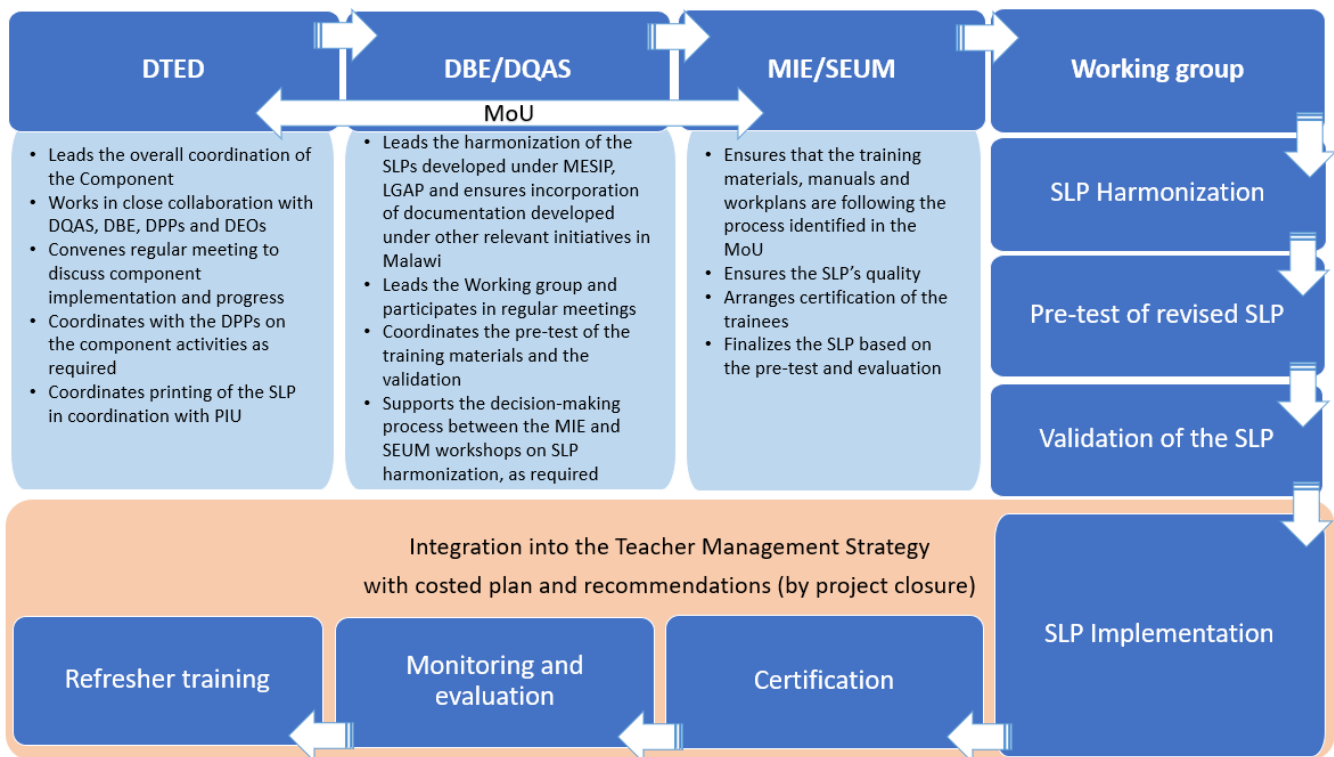 DTED
DBE/DQAS
MIE/SEUM
Working group
MoU
• Leads the overall coordination of
the Component
• Works in close collaboration with
DQAS, DBE, DPPs and DEOs
• Convenes regular meeting to
discuss component
implementation and progress
• Coordinates with the DPPs on
the component activities as
required
• Coordinates printing of the SLP
in coordination with PIU
• Leads the harmonization of the
SLPs developed under MESIP,
LGAP and ensures incorporation
of documentation developed
under other relevant initiatives in
Malawi
• Leads the Working group and
participates in regular meetings
• Coordinates the pre-test of the
training materials and the
validation
• Supports the decision-making
process between the MIE and
SEUM workshops on SLP
harmonization, as required
• Ensures that the training
materials, manuals and
workplans are following the
process identified in the
MoU
• Ensures the SLP's quality
• Arranges certification of the
trainees
• Finalizes the SLP based on
the pre-test and evaluation
SLP Harmonization
Pre-test of revised SLP
Validation of the SLP
Integration into the Teacher Management Strategy
with costed plan and recommendations (by project closure)
SLP Implementation
Certification
Monitoring and
evaluation
Refresher training